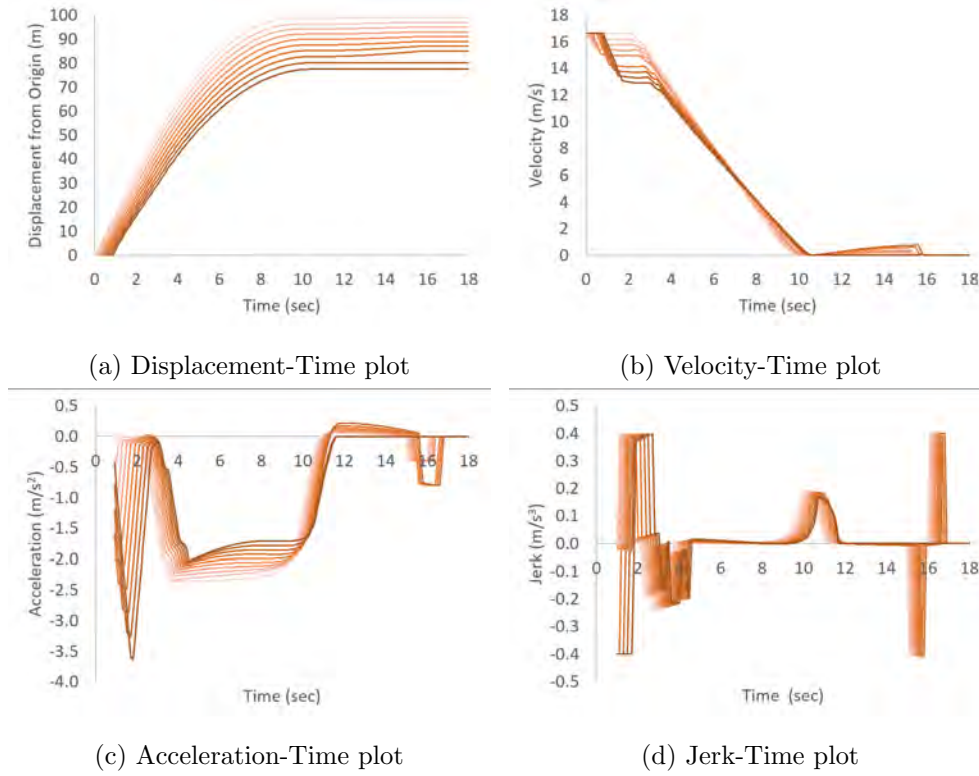 100
90
80
70
60
50
40
30
20
10
0
Displacement from Origin (m)
0 2 4 6 8 10 12 14 16 18
Time (sec)
(a) Displacement-Time plot
18
16
14
12
10
8
6
4
2
0
Velocity (m/s)
0 2 4 6 8 10 12 14 16 18
Time (sec)
(b) Velocity-Time plot
0.5
0.0
-0.5
-1.0
-1.5
-2.0
-2.5
-3.0
-3.5
-4.0
Acceleration (m/s²)
0 2 4 6 8 10 12 14 16 18
Time (sec)
(c) Acceleration-Time plot
0.5
0.4
0.3
0.2
0.1
0.0
-0.1
-0.2
-0.3
-0.4
-0.5
Jerk (m/s³)
0 2 4 6 8 10 12 14 16 18
Time (sec)
(d) Jerk-Time plot